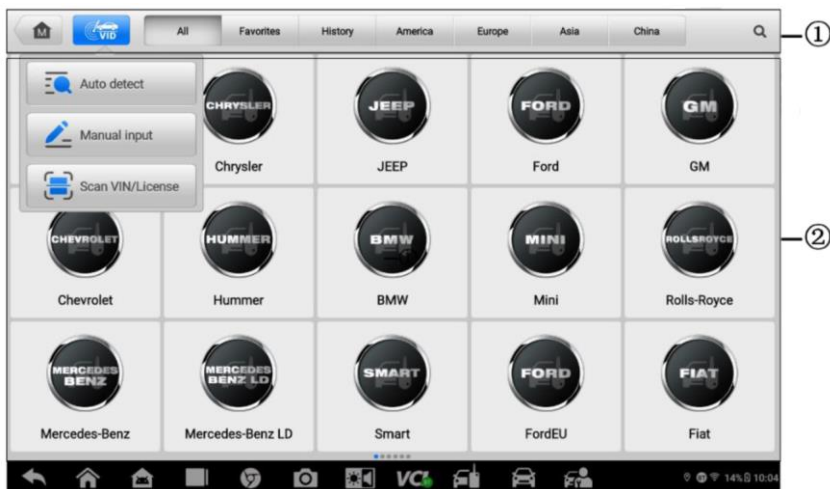 M VID All Favorites History America Europe Asia China ①
Auto detect
Manual input
Scan VIN/License
CHRYSLER JEEP FORD GM
Chrysler JEEP Ford GM
CHEVROLET HUMMER BMW MINI ROLLSROYCE ②
Chevrolet Hummer BMW Mini Rolls-Royce
MERCEDES BENZ MERCEDES BENZ LD SMART FORD FIAT
Mercedes-Benz Mercedes-Benz LD Smart FordEU Fiat
VCI 14% 10:04